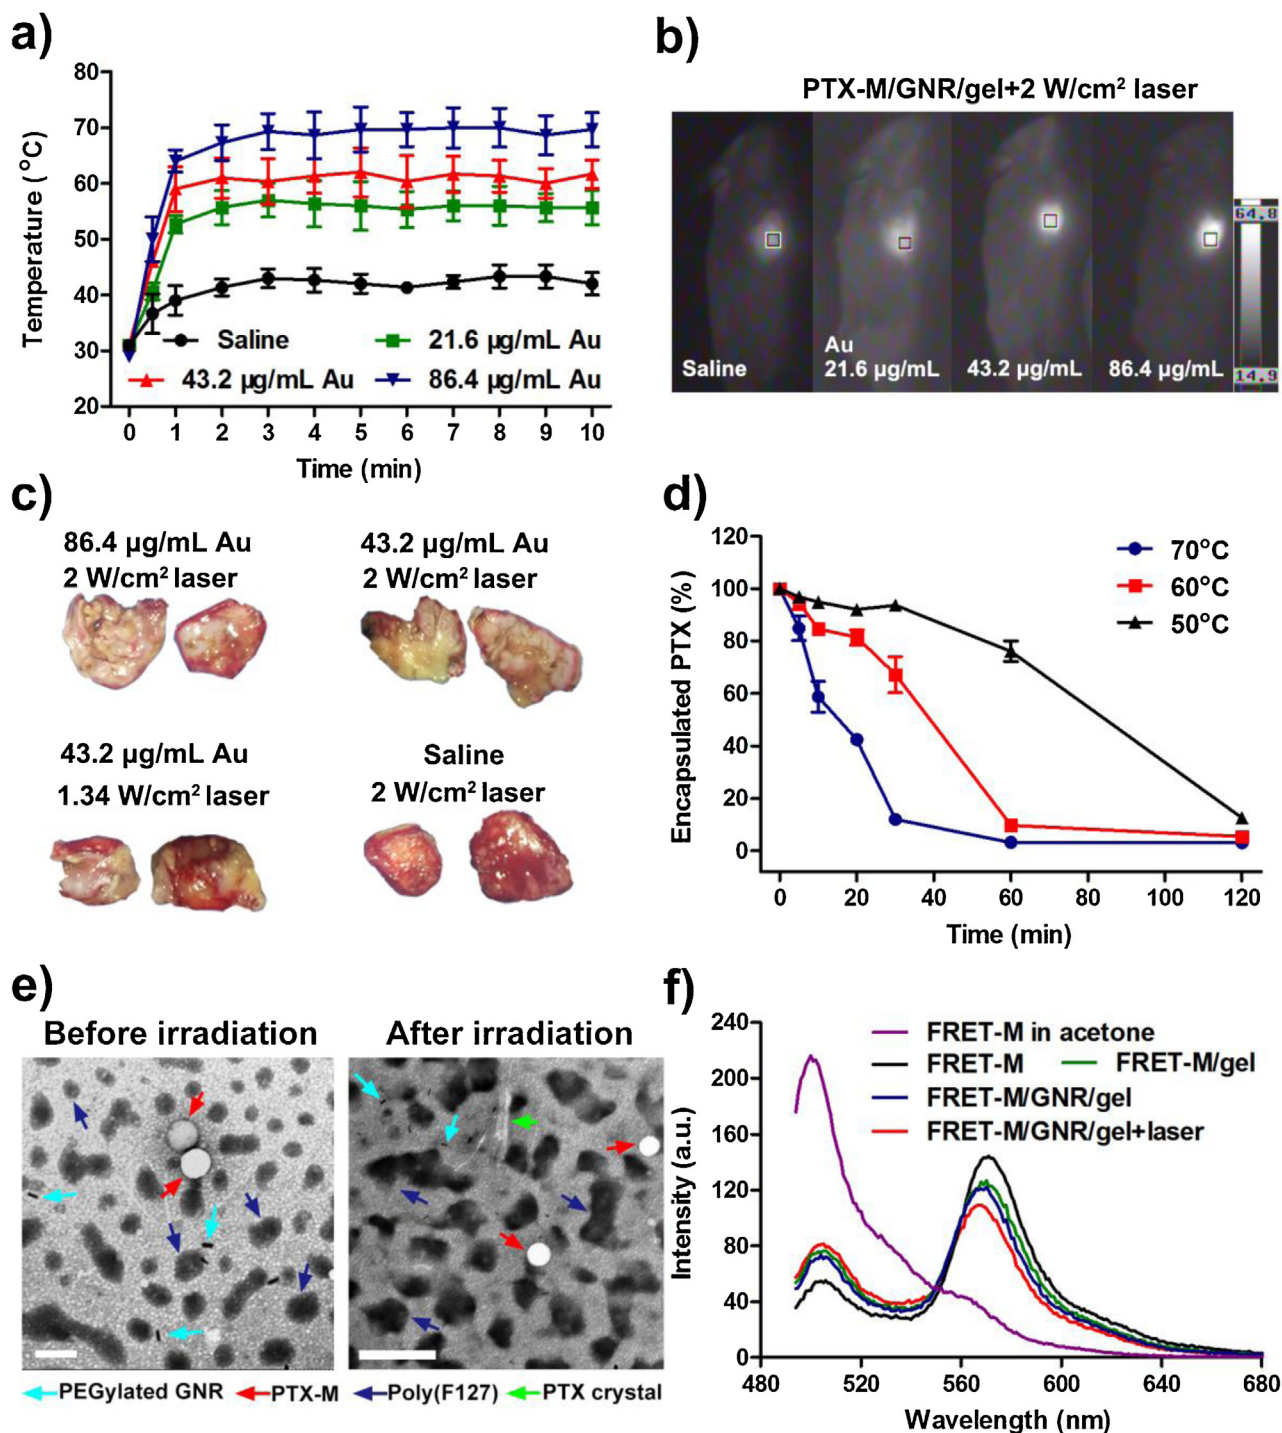 a)
80
70
60
50
40
30
20
Temperature (°C)
Saline
21.6 µg/mL Au
43.2 µg/mL Au
86.4 µg/mL Au
0 1 2 3 4 5 6 7 8 9 10
Time (min)
b)
PTX-M/GNR/gel+2 W/cm² laser
Saline
Au
21.6 µg/mL
43.2 µg/mL
86.4 µg/mL
64.8
14.9
c)
86.4 µg/mL Au
2 W/cm² laser
43.2 µg/mL Au
2 W/cm² laser
43.2 µg/mL Au
1.34 W/cm² laser
Saline
2 W/cm² laser
d)
120
100
80
60
40
20
0
Encapsulated PTX (%)
70°C
60°C
50°C
0 20 40 60 80 100 120
Time (min)
e)
Before irradiation
After irradiation
PEGylated GNR
PTX-M
Poly(F127)
PTX crystal
f)
240
200
160
120
80
40
0
Intensity (a.u.)
FRET-M in acetone
FRET-M
FRET-M/gel
FRET-M/GNR/gel
FRET-M/GNR/gel+laser
480 520 560 600 640 680
Wavelength (nm)